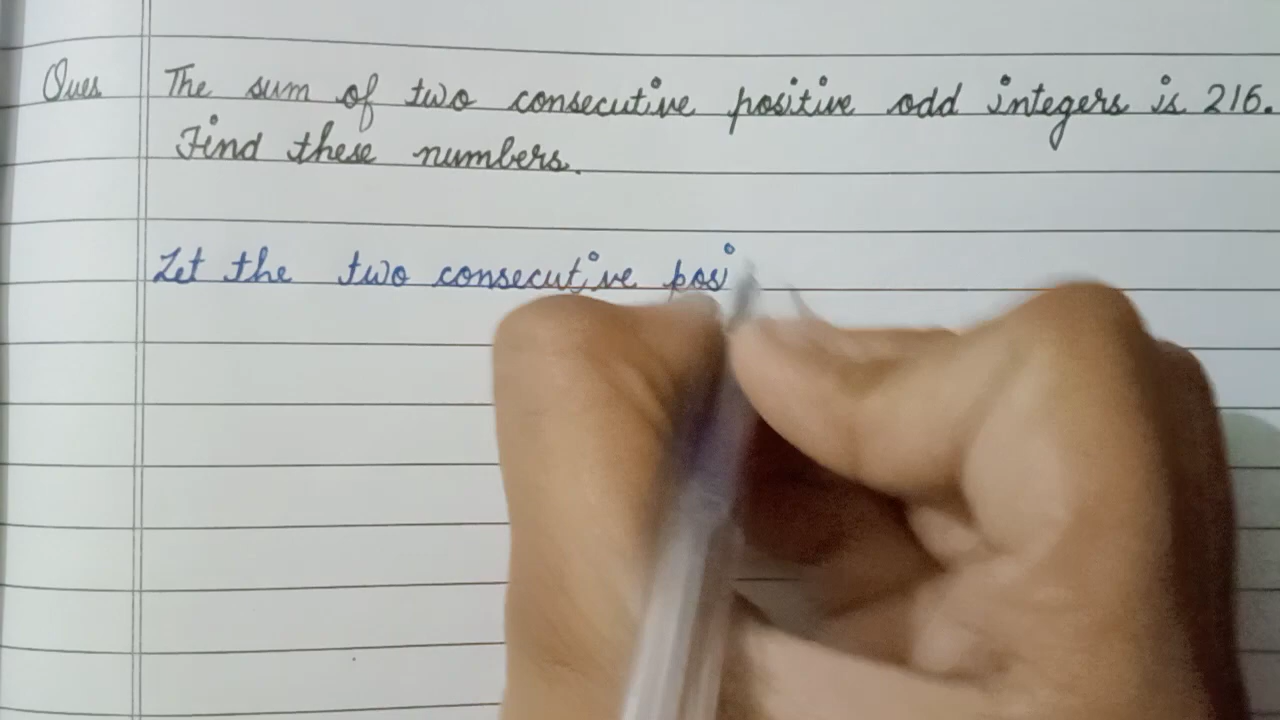 Ques The sum of two consecutive positive odd integers is 216.
Find these numbers.
Let the two consecutive posi